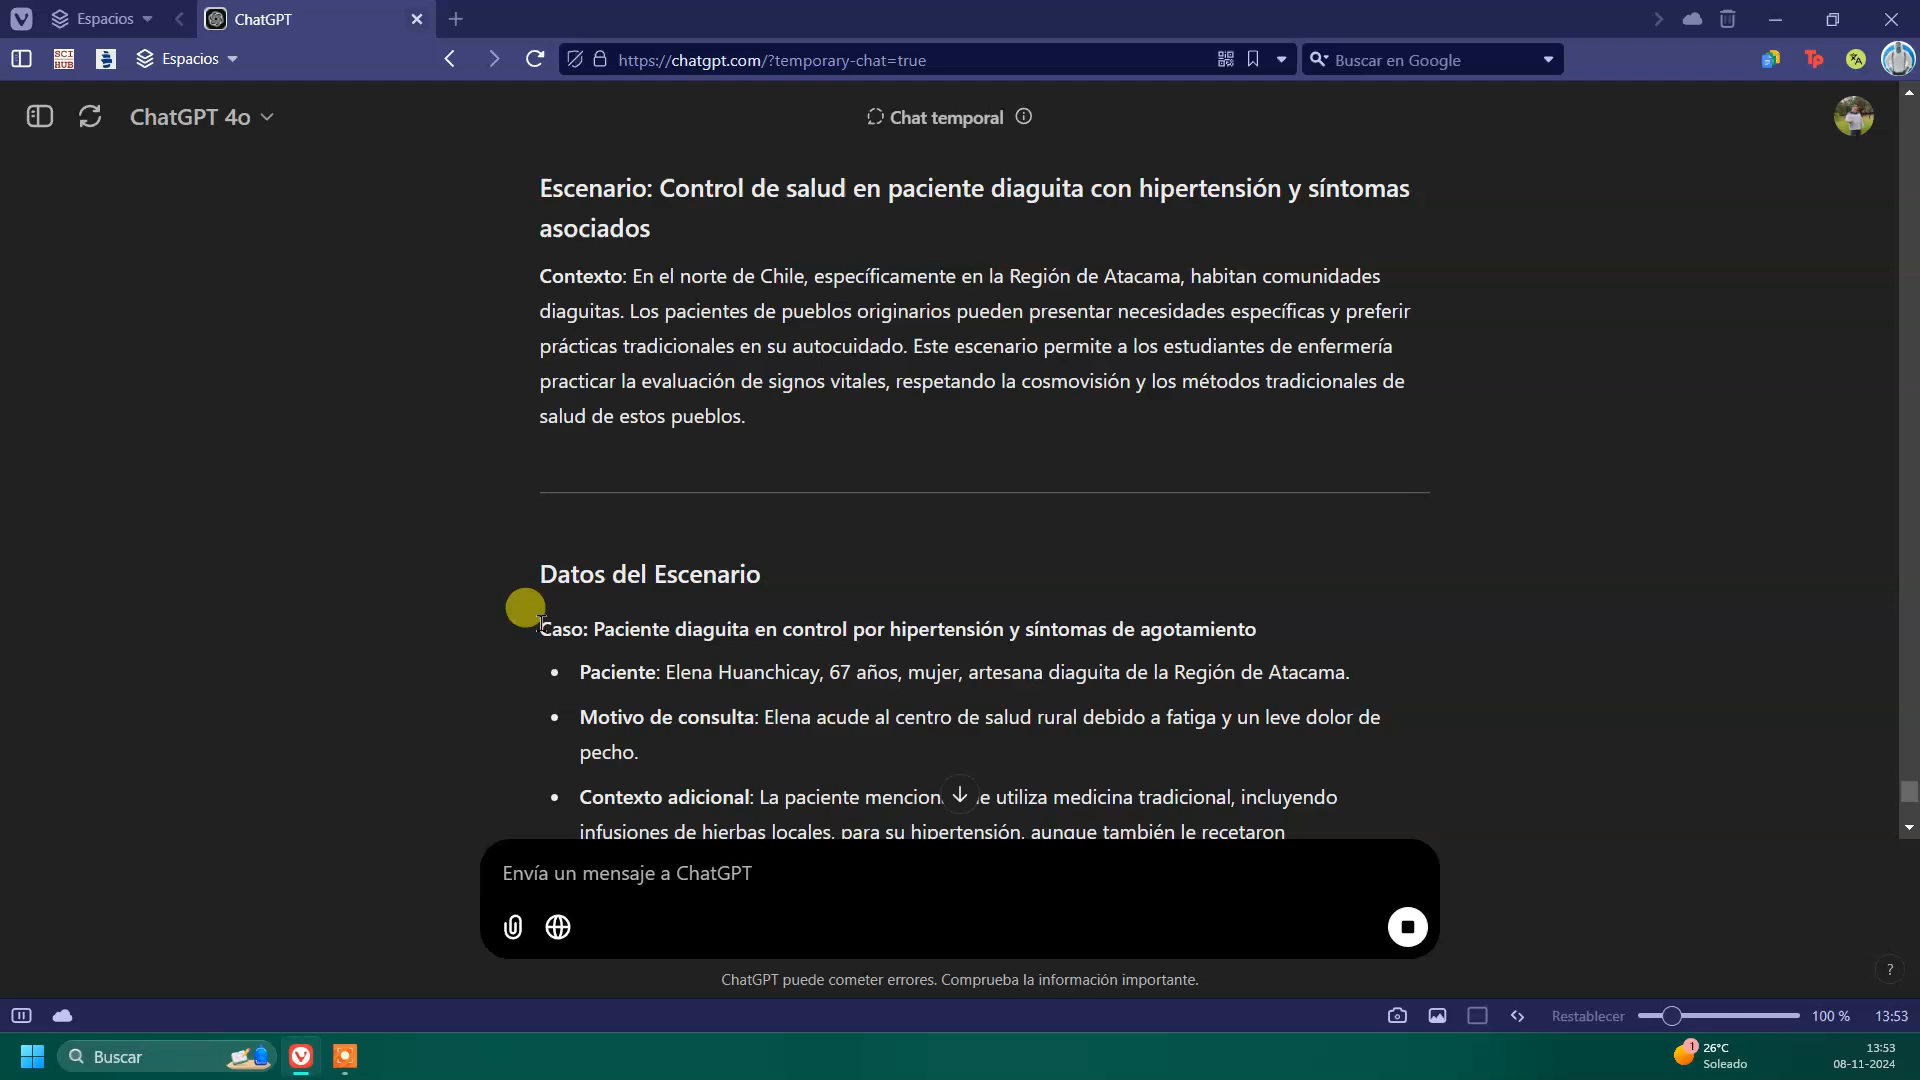 Espacios
ChatGPT
SCI
HUB
Espacios
https://chatgpt.com/?temporary-chat=true
Buscar en Google
Tp
ChatGPT 4o
Chat temporal
Escenario: Control de salud en paciente diaguita con hipertensión y síntomas
asociados
Contexto: En el norte de Chile, específicamente en la Región de Atacama, habitan comunidades
diaguitas. Los pacientes de pueblos originarios pueden presentar necesidades específicas y preferir
prácticas tradicionales en su autocuidado. Este escenario permite a los estudiantes de enfermería
practicar la evaluación de signos vitales, respetando la cosmovisión y los métodos tradicionales de
salud de estos pueblos.
Datos del Escenario
Caso: Paciente diaguita en control por hipertensión y síntomas de agotamiento
• Paciente: Elena Huanchicay, 67 años, mujer, artesana diaguita de la Región de Atacama.
• Motivo de consulta: Elena acude al centro de salud rural debido a fatiga y un leve dolor de
pecho.
• Contexto adicional: La paciente mencion e utiliza medicina tradicional, incluyendo
infusiones de hierbas locales, para su hipertensión, aunque también le recetaron
Envía un mensaje a ChatGPT
ChatGPT puede cometer errores. Comprueba la información importante.
?
Restablecer
100 %
13:53
Buscar
1
26°C
Soleado
13:53
08-11-2024